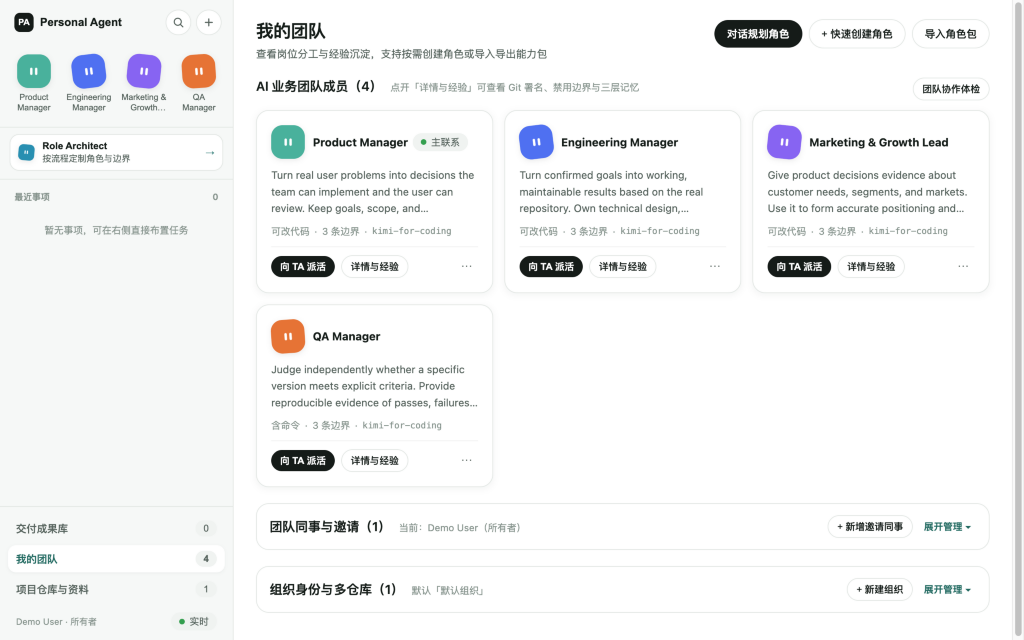 PA Personal Agent
Product Manager
Engineering Manager
Marketing & Growth...
QA Manager
Role Architect
按流程定制角色与边界
→
最近事项 0
暂无事项，可在右侧直接布置任务
交付成果库 0
我的团队 4
项目仓库与资料 1
Demo User · 所有者 实时
我的团队
查看岗位分工与经验沉淀，支持按需创建角色或导入导出能力包
对话规划角色 + 快速创建角色 导入角色包
AI 业务团队成员（4） 点开「详情与经验」可查看 Git 署名、禁用边界与三层记忆 团队协作体检
Product Manager 主联系
Turn real user problems into decisions the
team can implement and the user can
review. Keep goals, scope, and...
可改代码 · 3 条边界 · kimi-for-coding
向 TA 派活 详情与经验 ···
Engineering Manager
Turn confirmed goals into working,
maintainable results based on the real
repository. Own technical design,...
可改代码 · 3 条边界 · kimi-for-coding
向 TA 派活 详情与经验 ···
Marketing & Growth Lead
Give product decisions evidence about
customer needs, segments, and markets.
Use it to form accurate positioning and...
可改代码 · 3 条边界 · kimi-for-coding
向 TA 派活 详情与经验 ···
QA Manager
Judge independently whether a specific
version meets explicit criteria. Provide
reproducible evidence of passes, failures...
含命令 · 3 条边界 · kimi-for-coding
向 TA 派活 详情与经验 ···
团队同事与邀请（1） 当前：Demo User（所有者） + 新增邀请同事 展开管理
组织身份与多仓库（1） 默认「默认组织」 + 新建组织 展开管理